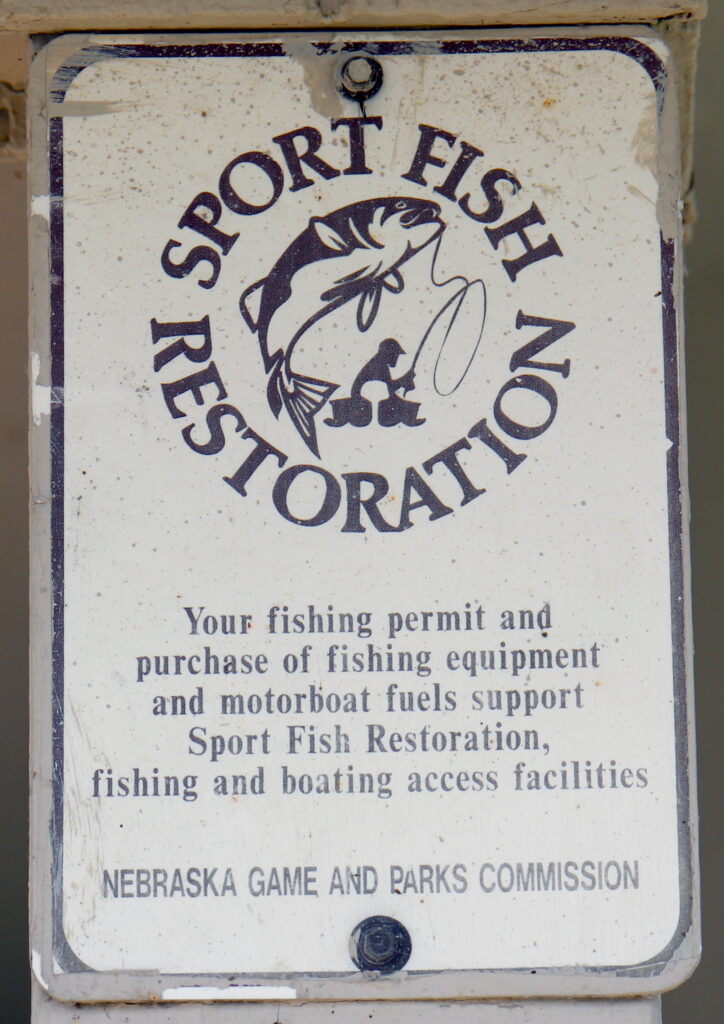 SPORT FISH
RESTORATION
Your fishing permit and
purchase of fishing equipment
and motorboat fuels support
Sport Fish Restoration,
fishing and boating access facilities
NEBRASKA GAME AND PARKS COMMISSION